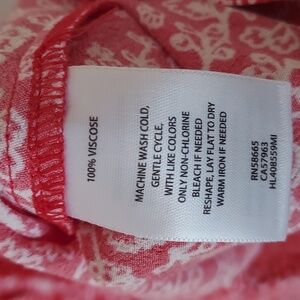 100% VISCOSE
MACHINE WASH COLD,
GENTLE CYCLE,
WITH LIKE COLORS
ONLY NON-CHLORINE
BLEACH IF NEEDED
RESHAPE, LAY FLAT TO DRY
WARM IRON IF NEEDED
RN58665
CA57963
HL408559MI